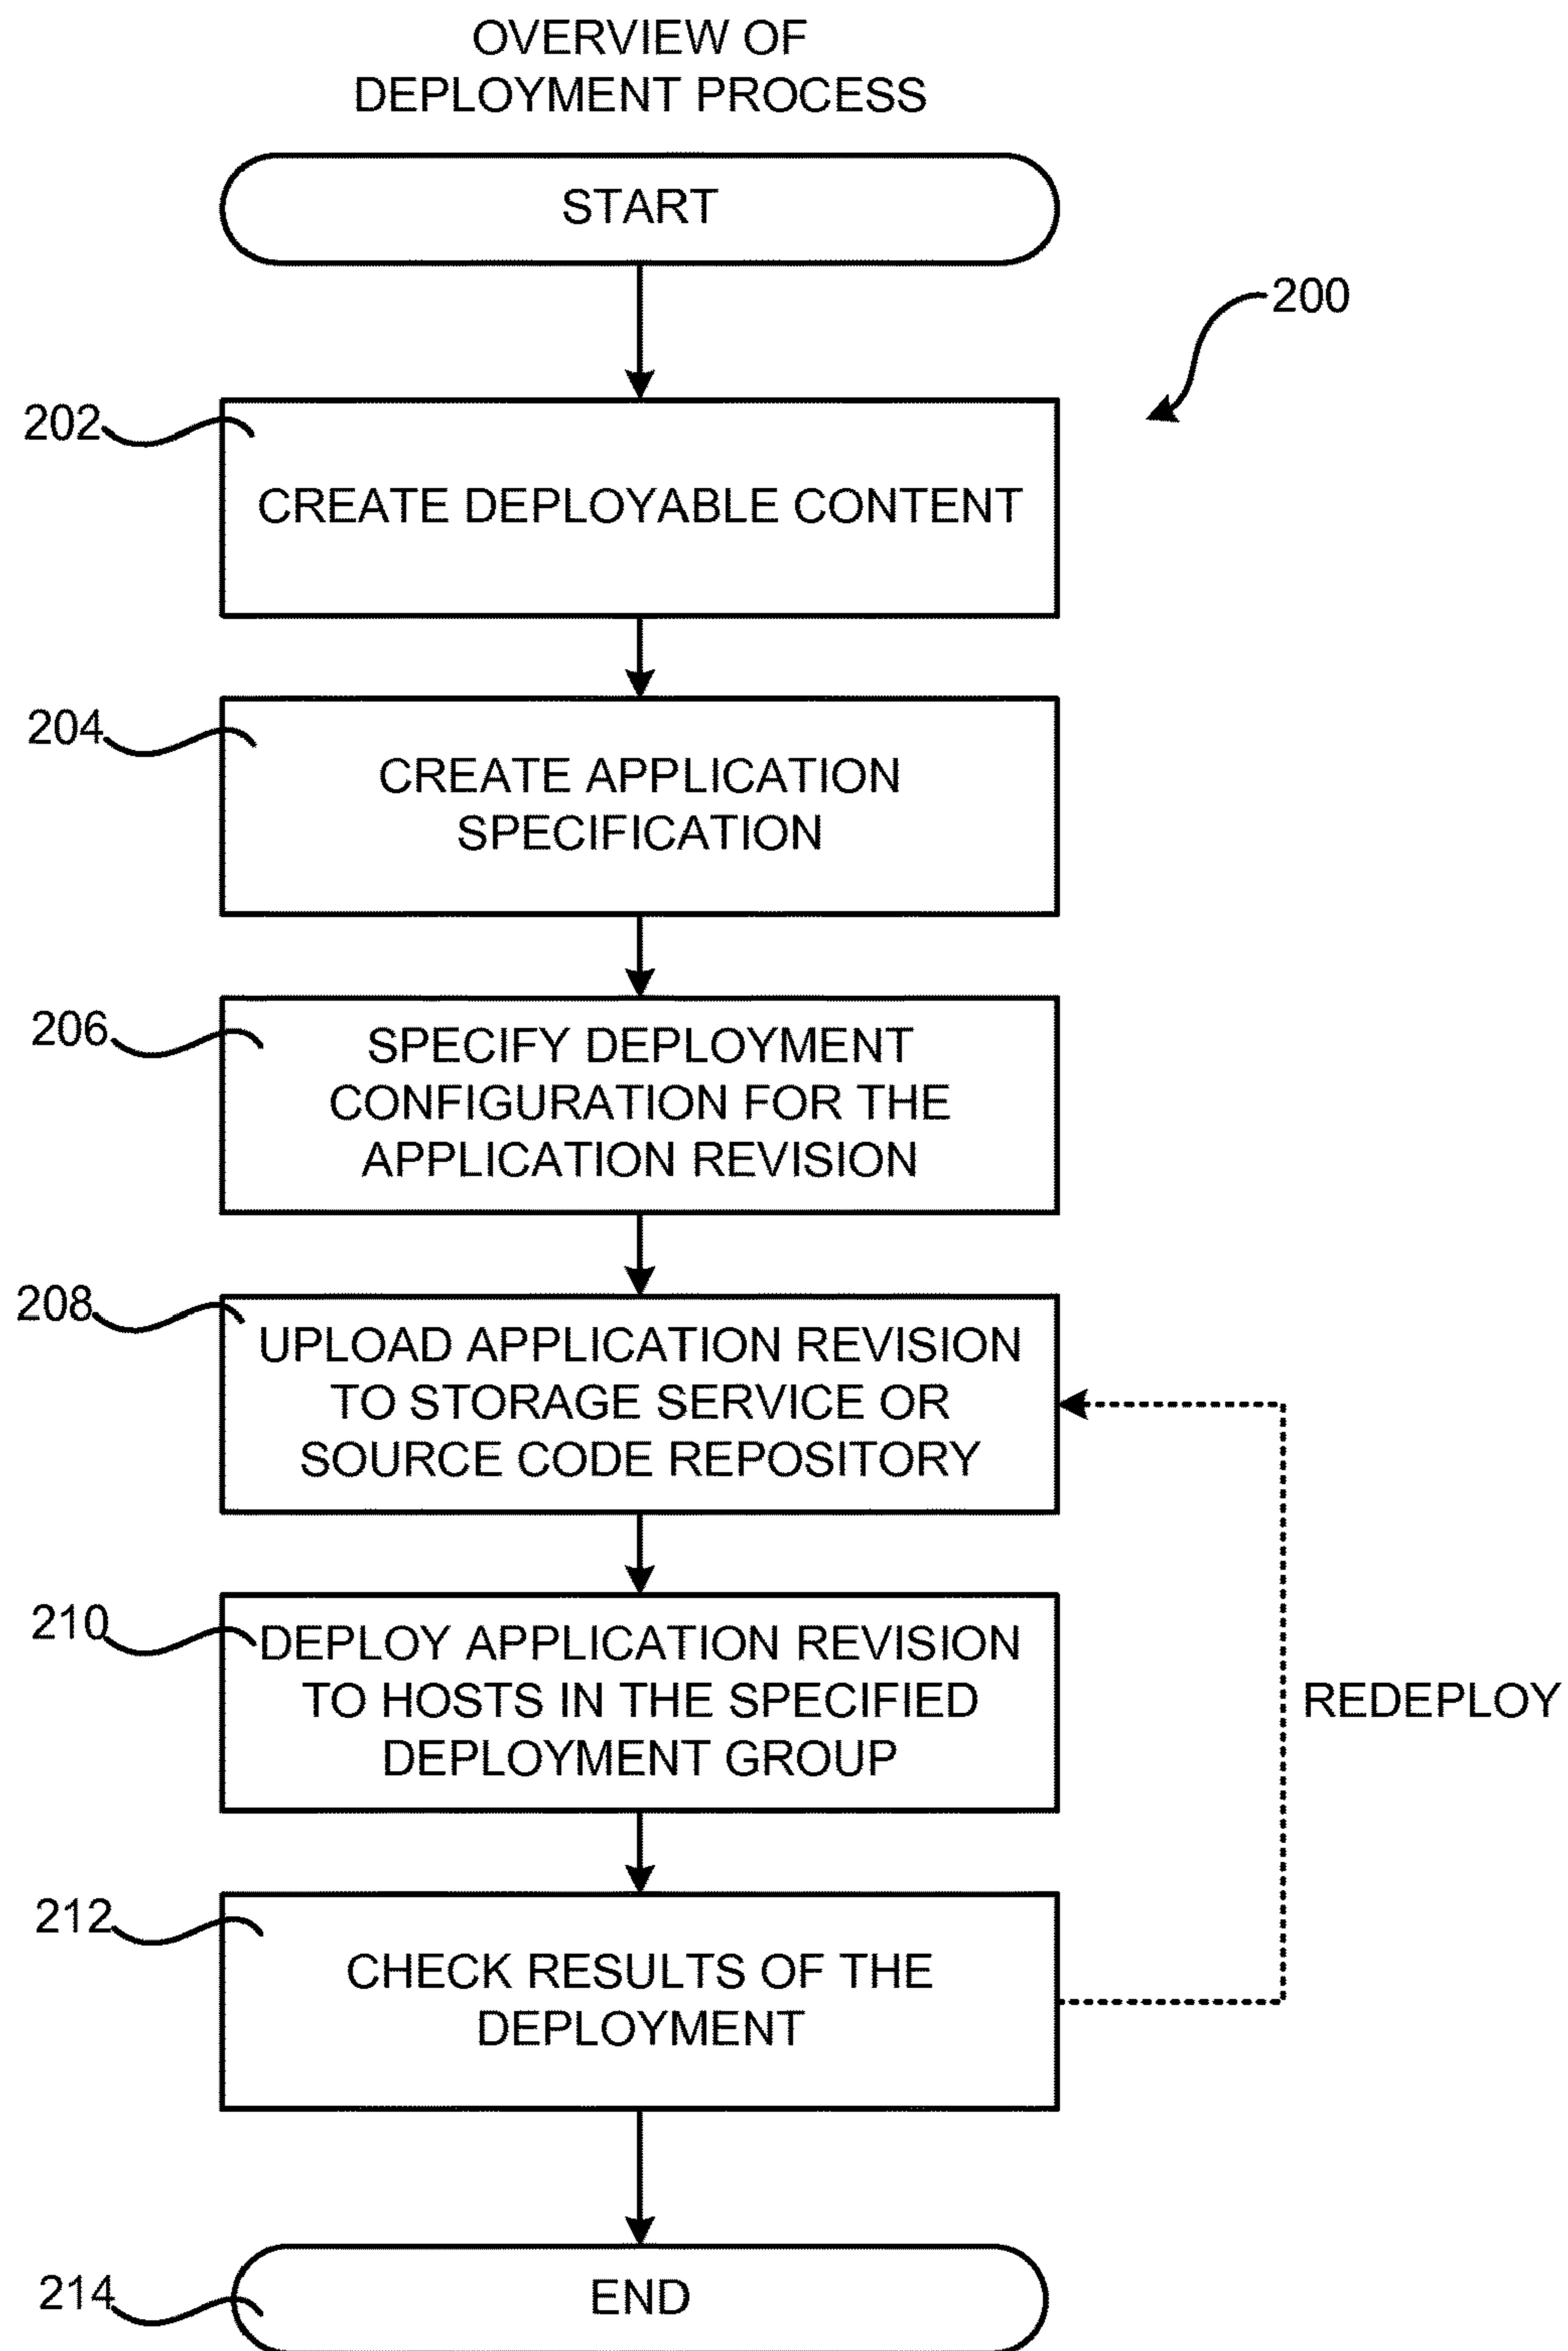 OVERVIEW OF
DEPLOYMENT PROCESS
START
200
202
CREATE DEPLOYABLE CONTENT
204
CREATE APPLICATION
SPECIFICATION
206
SPECIFY DEPLOYMENT
CONFIGURATION FOR THE
APPLICATION REVISION
208
UPLOAD APPLICATION REVISION
TO STORAGE SERVICE OR
SOURCE CODE REPOSITORY
210
DEPLOY APPLICATION REVISION
TO HOSTS IN THE SPECIFIED
DEPLOYMENT GROUP
REDEPLOY
212
CHECK RESULTS OF THE
DEPLOYMENT
214
END